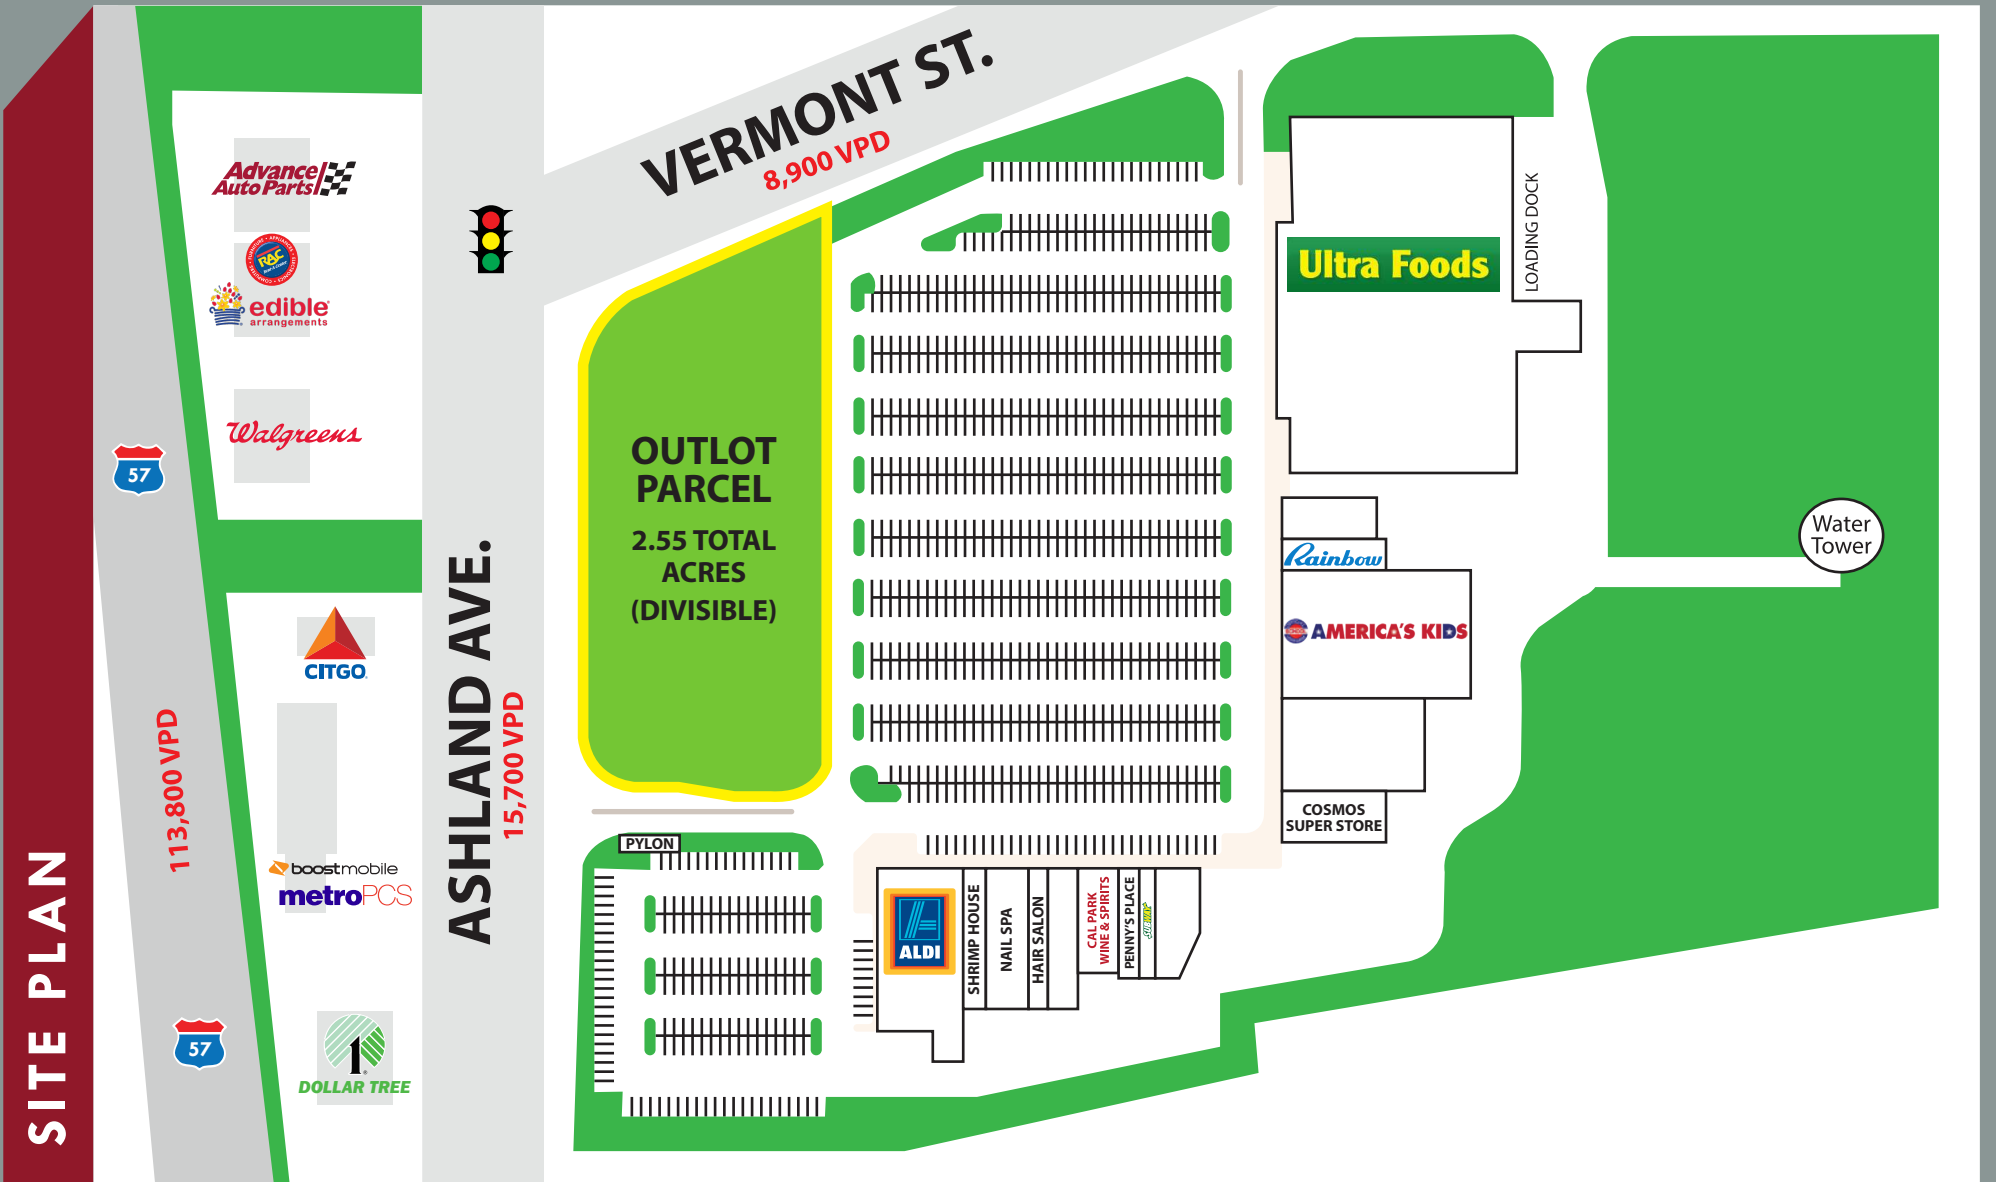 SITE PLAN
VERMONT ST.
8,900 VPD
Advance
Auto Parts
RAC
edible
arrangements
Walgreens
57
113,800 VPD
57
CITGO
boostmobile
metroPCS
1
DOLLAR TREE
ASHLAND AVE.
15,700 VPD
OUTLOT
PARCEL
2.55 TOTAL
ACRES
(DIVISIBLE)
PYLON
Ultra Foods
LOADING DOCK
Water
Tower
Rainbow
AMERICA'S KIDS
COSMOS
SUPER STORE
ALDI
SHRIMP HOUSE
NAIL SPA
HAIR SALON
CAL PARK
WINE & SPIRITS
PENNY'S PLACE
SUBWAY